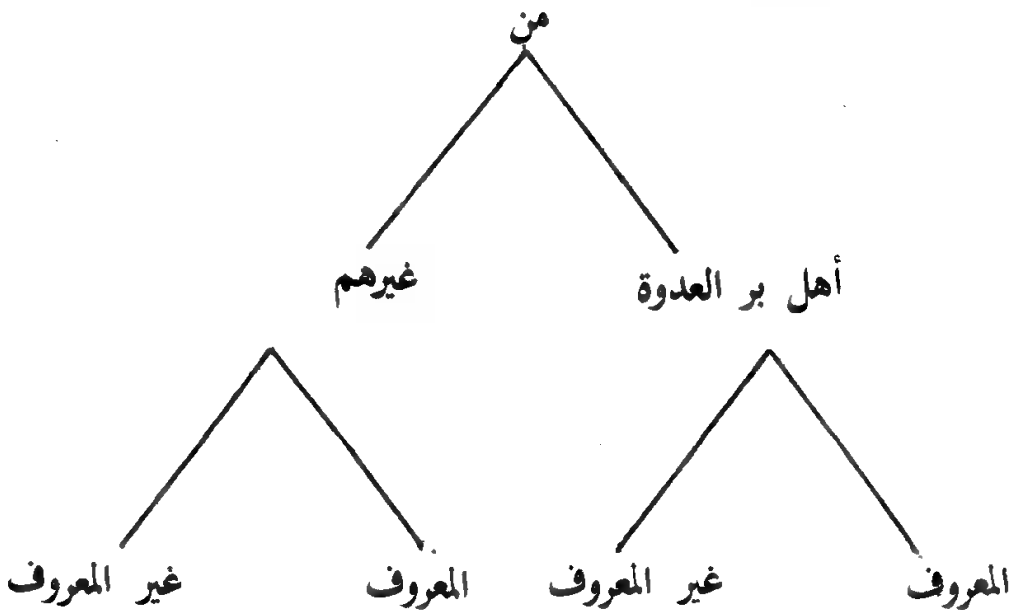 من
أهل بر العدوة غيرهم
المعروف غير المعروف المعروف غير المعروف